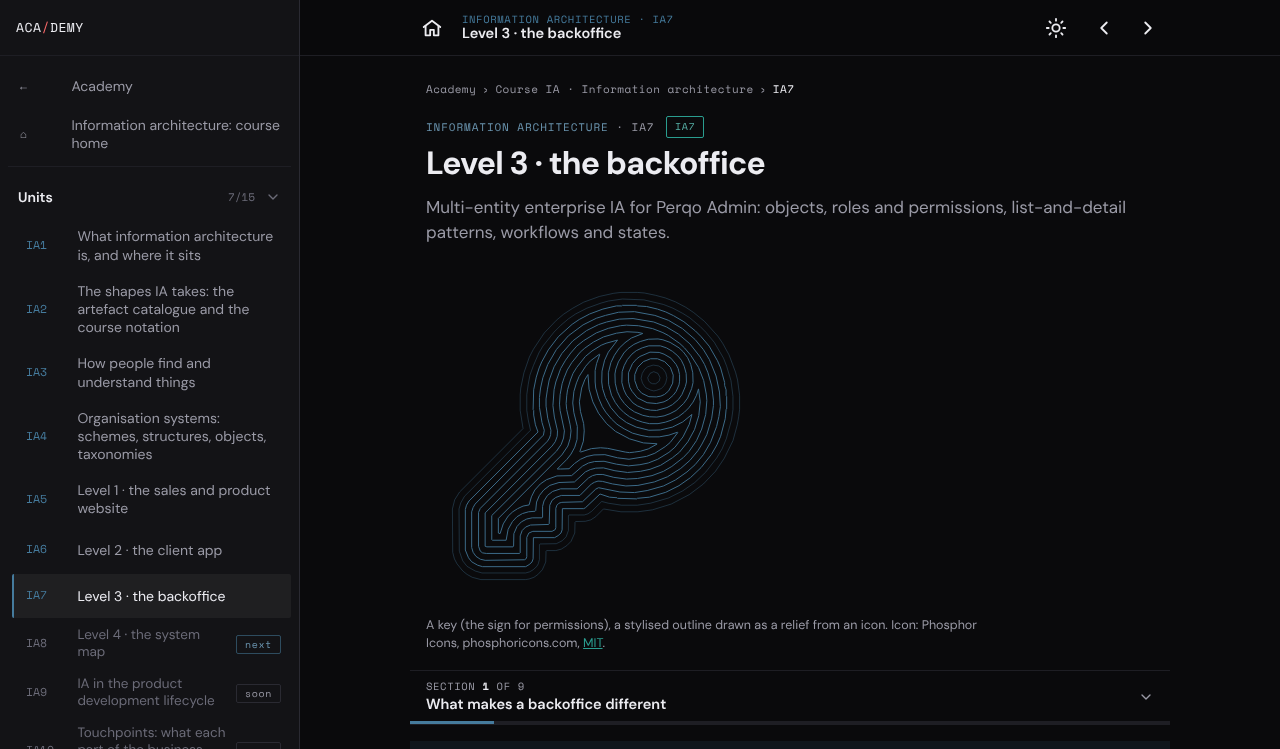 ACA/DEMY
← Academy
⌂ Information architecture: course
home
Units 7/15
IA1 What information architecture
is, and where it sits
IA2 The shapes IA takes: the
artefact catalogue and the
course notation
IA3 How people find and
understand things
IA4 Organisation systems:
schemes, structures, objects,
taxonomies
IA5 Level 1 · the sales and product
website
IA6 Level 2 · the client app
IA7 Level 3 · the backoffice
IA8 Level 4 · the system
map next
IA9 IA in the product
development lifecycle soon
Touchpoints: what each
INFORMATION ARCHITECTURE · IA7
Level 3 · the backoffice
Academy › Course IA · Information architecture › IA7
INFORMATION ARCHITECTURE · IA7 IA7
Level 3 · the backoffice
Multi-entity enterprise IA for Perqo Admin: objects, roles and permissions, list-and-detail
patterns, workflows and states.
A key (the sign for permissions), a stylised outline drawn as a relief from an icon. Icon: Phosphor
Icons, phosphoricons.com, MIT.
SECTION 1 OF 9
What makes a backoffice different